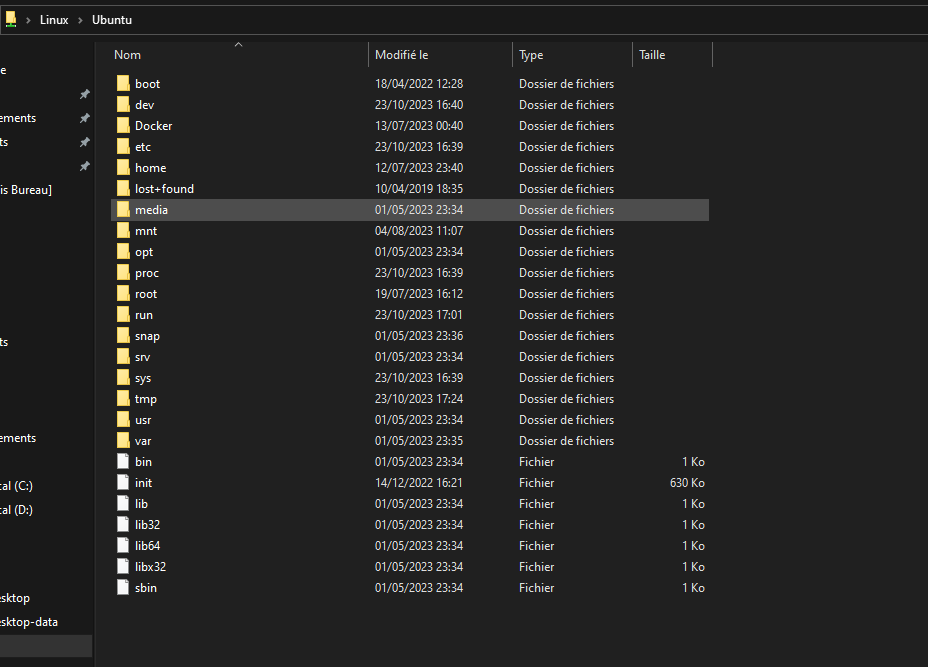 Linux > Ubuntu
Nom Modifié le Type Taille
e
ements
ts
is Bureau]
ts
ements
cal (C:)
cal (D:)
esktop
esktop-data
boot 18/04/2022 12:28 Dossier de fichiers
dev 23/10/2023 16:40 Dossier de fichiers
Docker 13/07/2023 00:40 Dossier de fichiers
etc 23/10/2023 16:39 Dossier de fichiers
home 12/07/2023 23:40 Dossier de fichiers
lost+found 10/04/2019 18:35 Dossier de fichiers
media 01/05/2023 23:34 Dossier de fichiers
mnt 04/08/2023 11:07 Dossier de fichiers
opt 01/05/2023 23:34 Dossier de fichiers
proc 23/10/2023 16:39 Dossier de fichiers
root 19/07/2023 16:12 Dossier de fichiers
run 23/10/2023 17:01 Dossier de fichiers
snap 01/05/2023 23:36 Dossier de fichiers
srv 01/05/2023 23:34 Dossier de fichiers
sys 23/10/2023 16:39 Dossier de fichiers
tmp 23/10/2023 17:24 Dossier de fichiers
usr 01/05/2023 23:34 Dossier de fichiers
var 01/05/2023 23:35 Dossier de fichiers
bin 01/05/2023 23:34 Fichier 1 Ko
init 14/12/2022 16:21 Fichier 630 Ko
lib 01/05/2023 23:34 Fichier 1 Ko
lib32 01/05/2023 23:34 Fichier 1 Ko
lib64 01/05/2023 23:34 Fichier 1 Ko
libx32 01/05/2023 23:34 Fichier 1 Ko
sbin 01/05/2023 23:34 Fichier 1 Ko